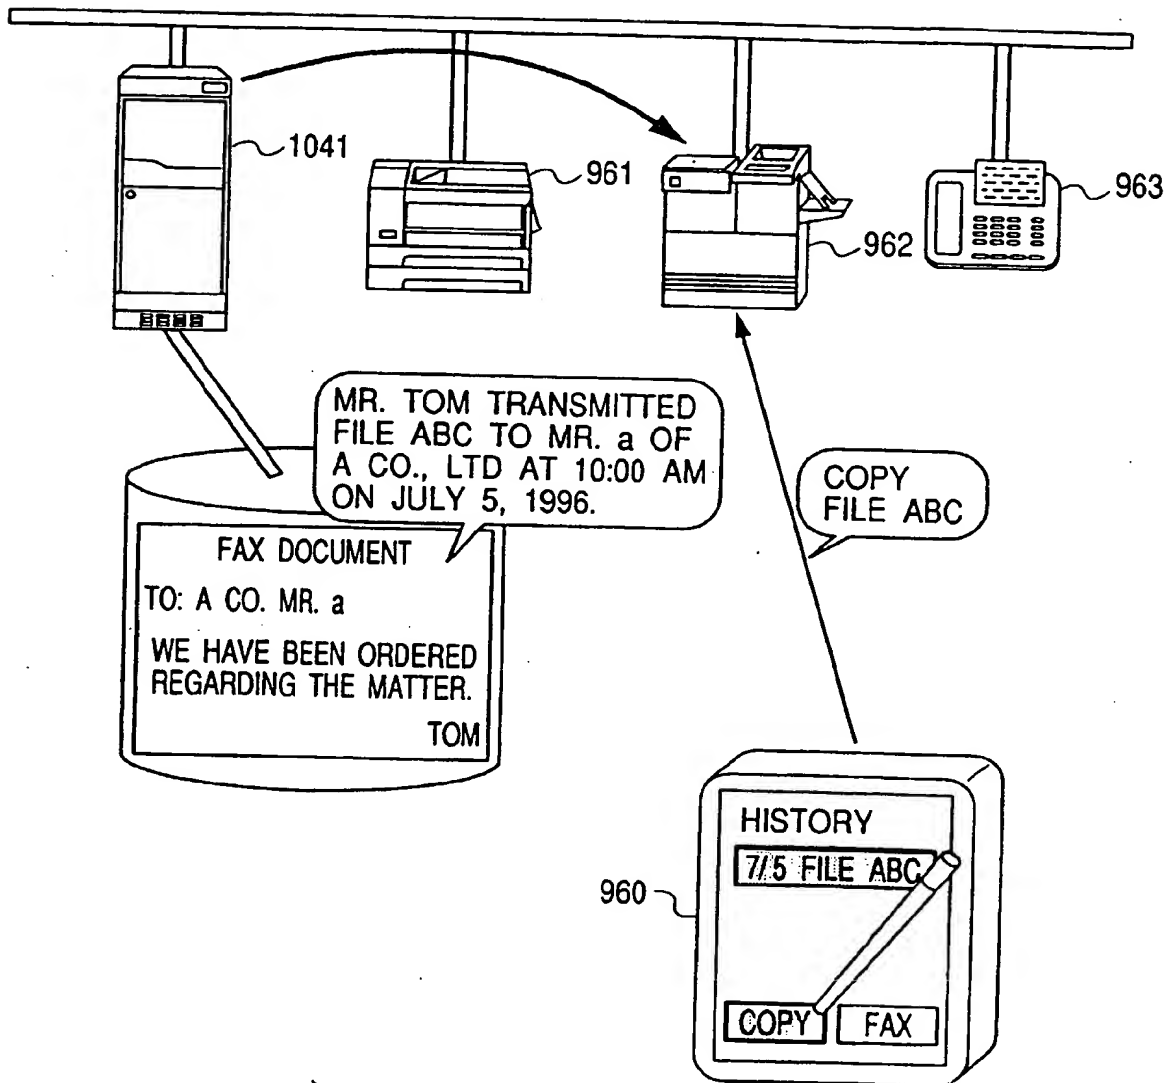 1041
961
962
963
MR. TOM TRANSMITTED
FILE ABC TO MR. a OF
A CO., LTD AT 10:00 AM
ON JULY 5, 1996.
COPY
FILE ABC
FAX DOCUMENT
TO: A CO. MR. a
WE HAVE BEEN ORDERED
REGARDING THE MATTER.
TOM
960
HISTORY
7/5 FILE ABC
COPY
FAX